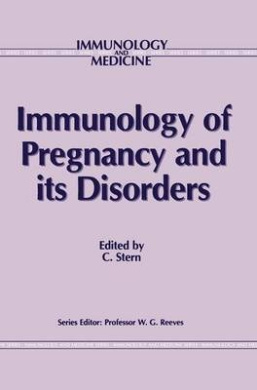 IMMUNOLOGY
AND
MEDICINE
Immunology of
Pregnancy and
its Disorders
Edited by
C. Stern
Series Editor: Professor W. G. Reeves